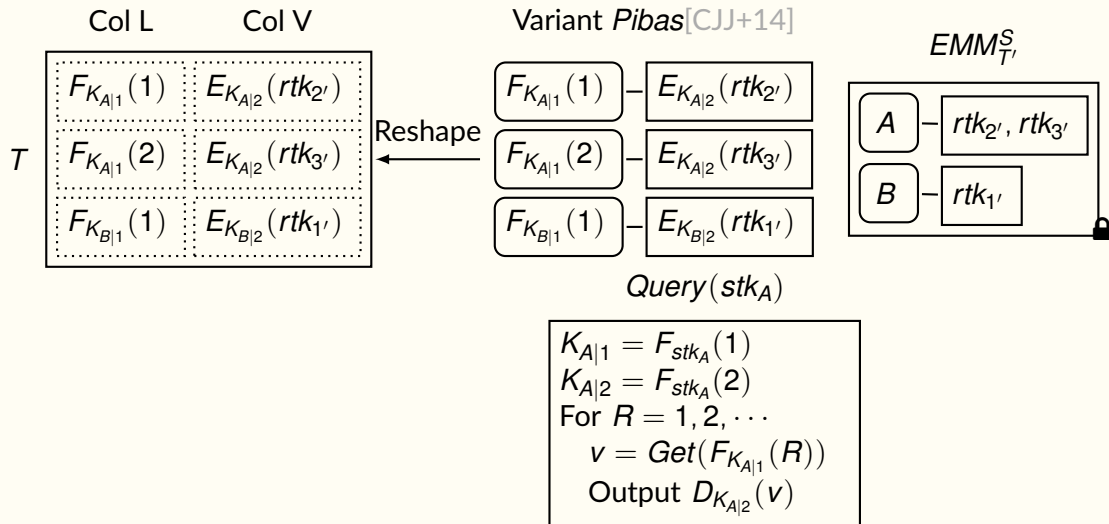 Col L Col V Variant Pibas[CJJ+14]
EMM^S_{T'}
F_{K_{A|1}}(1) E_{K_{A|2}}(rtk_{2'}) F_{K_{A|1}}(1) E_{K_{A|2}}(rtk_{2'})
A rtk_{2'}, rtk_{3'}
Reshape
T F_{K_{A|1}}(2) E_{K_{A|2}}(rtk_{3'}) F_{K_{A|1}}(2) E_{K_{A|2}}(rtk_{3'})
B rtk_{1'}
F_{K_{B|1}}(1) E_{K_{B|2}}(rtk_{1'}) F_{K_{B|1}}(1) E_{K_{B|2}}(rtk_{1'})
Query(stk_A)
K_{A|1} = F_{stk_A}(1)
K_{A|2} = F_{stk_A}(2)
For R = 1, 2, ⋯
v = Get(F_{K_{A|1}}(R))
Output D_{K_{A|2}}(v)